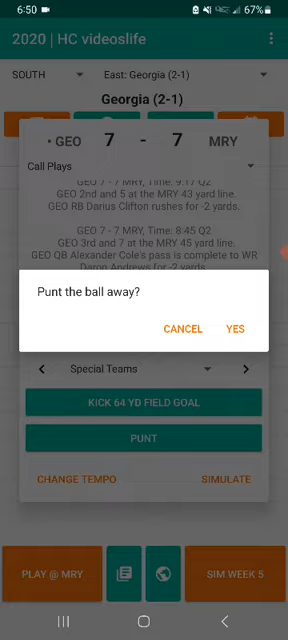 6:50 67%
2020 | HC videoslife
SOUTH East: Georgia (2-1)
Georgia (2-1)
• GEO 7 - 7 MRY
Call Plays
GEO 7 - 7 MRY, Time: 9:17 Q2
GEO 2nd and 5 at the MRY 43 yard line.
GEO RB Darius Clifton rushes for -2 yards.
GEO 7 - 7 MRY, Time: 8:45 Q2
GEO 3rd and 7 at the MRY 45 yard line.
GEO QB Alexander Cole's pass is complete to WR
Daron Andrews for -2 yards.
Punt the ball away?
CANCEL YES
Special Teams
KICK 64 YD FIELD GOAL
PUNT
CHANGE TEMPO SIMULATE
PLAY @ MRY SIM WEEK 5